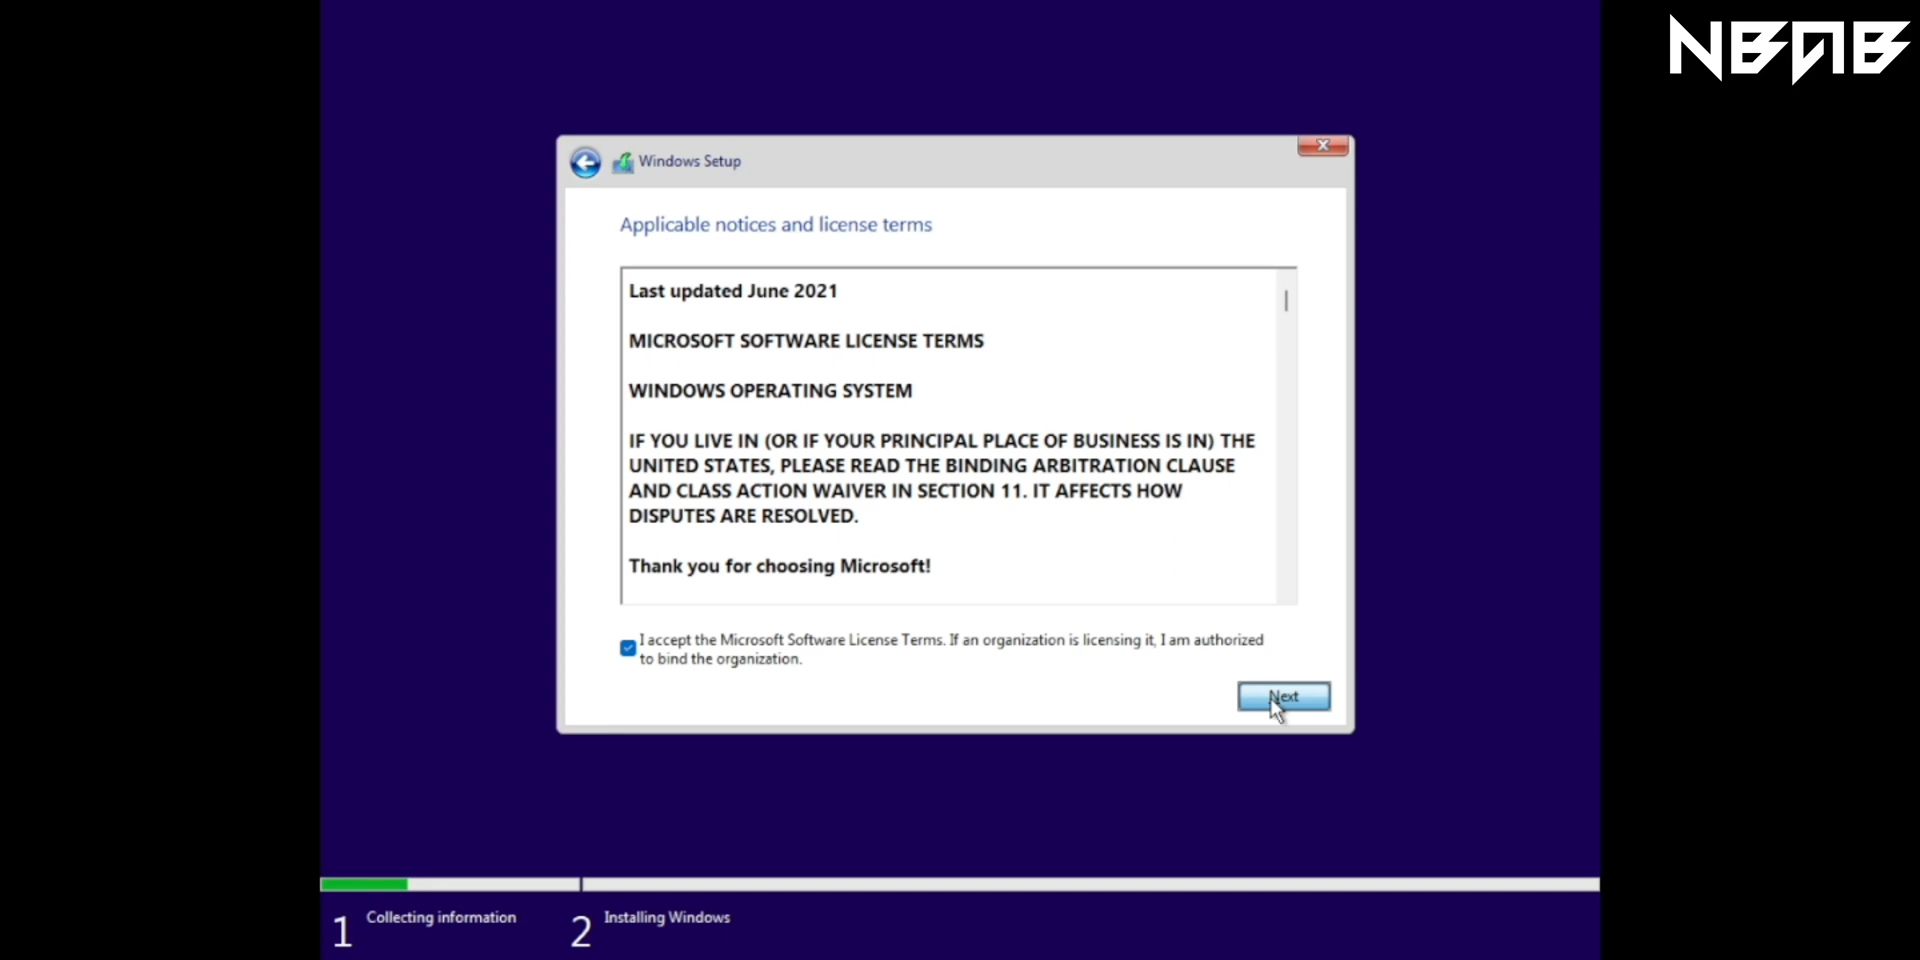 NBAB
Windows Setup
Applicable notices and license terms
Last updated June 2021
MICROSOFT SOFTWARE LICENSE TERMS
WINDOWS OPERATING SYSTEM
IF YOU LIVE IN (OR IF YOUR PRINCIPAL PLACE OF BUSINESS IS IN) THE
UNITED STATES, PLEASE READ THE BINDING ARBITRATION CLAUSE
AND CLASS ACTION WAIVER IN SECTION 11. IT AFFECTS HOW
DISPUTES ARE RESOLVED.
Thank you for choosing Microsoft!
I accept the Microsoft Software License Terms. If an organization is licensing it, I am authorized
to bind the organization.
Next
1 Collecting information
2 Installing Windows